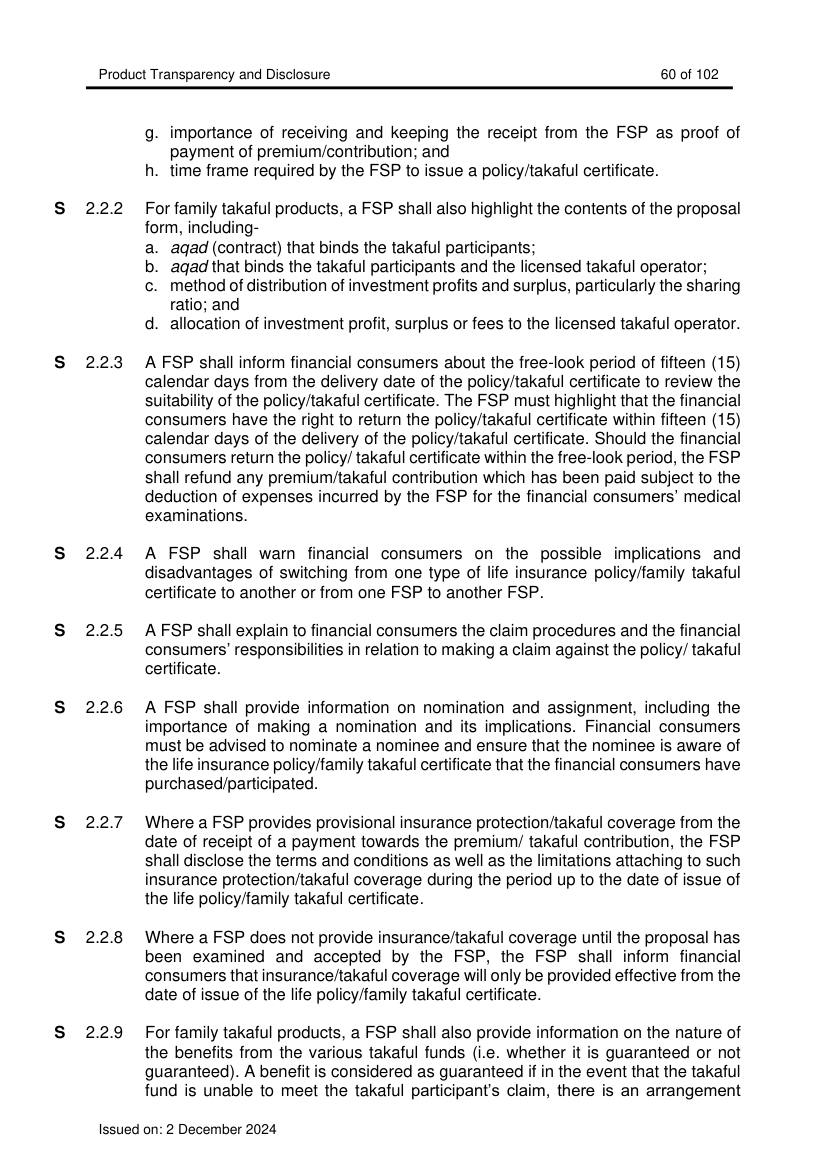 Product Transparency and Disclosure 60 of 102
g. importance of receiving and keeping the receipt from the FSP as proof of
payment of premium/contribution; and
h. time frame required by the FSP to issue a policy/takaful certificate.
S 2.2.2 For family takaful products, a FSP shall also highlight the contents of the proposal
form, including-
a. aqad (contract) that binds the takaful participants;
b. aqad that binds the takaful participants and the licensed takaful operator;
c. method of distribution of investment profits and surplus, particularly the sharing
ratio; and
d. allocation of investment profit, surplus or fees to the licensed takaful operator.
S 2.2.3 A FSP shall inform financial consumers about the free-look period of fifteen (15)
calendar days from the delivery date of the policy/takaful certificate to review the
suitability of the policy/takaful certificate. The FSP must highlight that the financial
consumers have the right to return the policy/takaful certificate within fifteen (15)
calendar days of the delivery of the policy/takaful certificate. Should the financial
consumers return the policy/ takaful certificate within the free-look period, the FSP
shall refund any premium/takaful contribution which has been paid subject to the
deduction of expenses incurred by the FSP for the financial consumers’ medical
examinations.
S 2.2.4 A FSP shall warn financial consumers on the possible implications and
disadvantages of switching from one type of life insurance policy/family takaful
certificate to another or from one FSP to another FSP.
S 2.2.5 A FSP shall explain to financial consumers the claim procedures and the financial
consumers’ responsibilities in relation to making a claim against the policy/ takaful
certificate.
S 2.2.6 A FSP shall provide information on nomination and assignment, including the
importance of making a nomination and its implications. Financial consumers
must be advised to nominate a nominee and ensure that the nominee is aware of
the life insurance policy/family takaful certificate that the financial consumers have
purchased/participated.
S 2.2.7 Where a FSP provides provisional insurance protection/takaful coverage from the
date of receipt of a payment towards the premium/ takaful contribution, the FSP
shall disclose the terms and conditions as well as the limitations attaching to such
insurance protection/takaful coverage during the period up to the date of issue of
the life policy/family takaful certificate.
S 2.2.8 Where a FSP does not provide insurance/takaful coverage until the proposal has
been examined and accepted by the FSP, the FSP shall inform financial
consumers that insurance/takaful coverage will only be provided effective from the
date of issue of the life policy/family takaful certificate.
S 2.2.9 For family takaful products, a FSP shall also provide information on the nature of
the benefits from the various takaful funds (i.e. whether it is guaranteed or not
guaranteed). A benefit is considered as guaranteed if in the event that the takaful
fund is unable to meet the takaful participant’s claim, there is an arrangement
Issued on: 2 December 2024